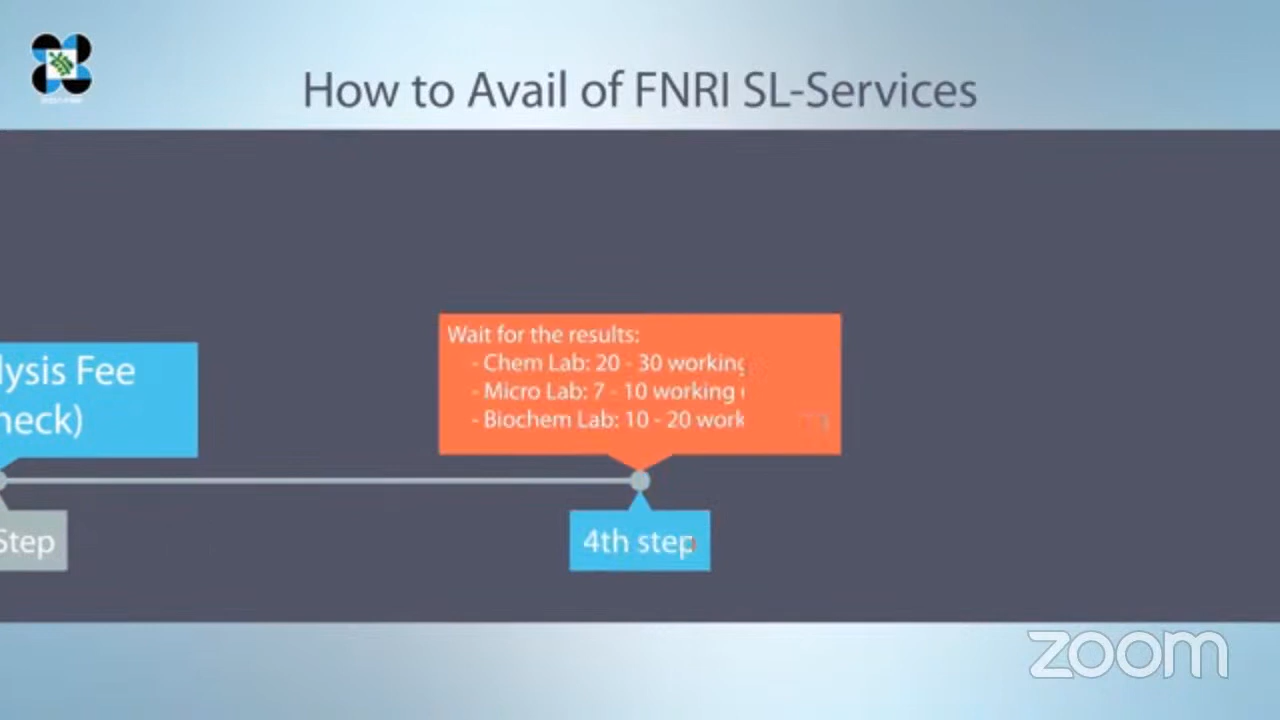 How to Avail of FNRI SL-Services
lysis Fee
heck)
Wait for the results:
- Chem Lab: 20 - 30 working
- Micro Lab: 7 - 10 working
- Biochem Lab: 10 - 20 work
Step
4th step
zoom